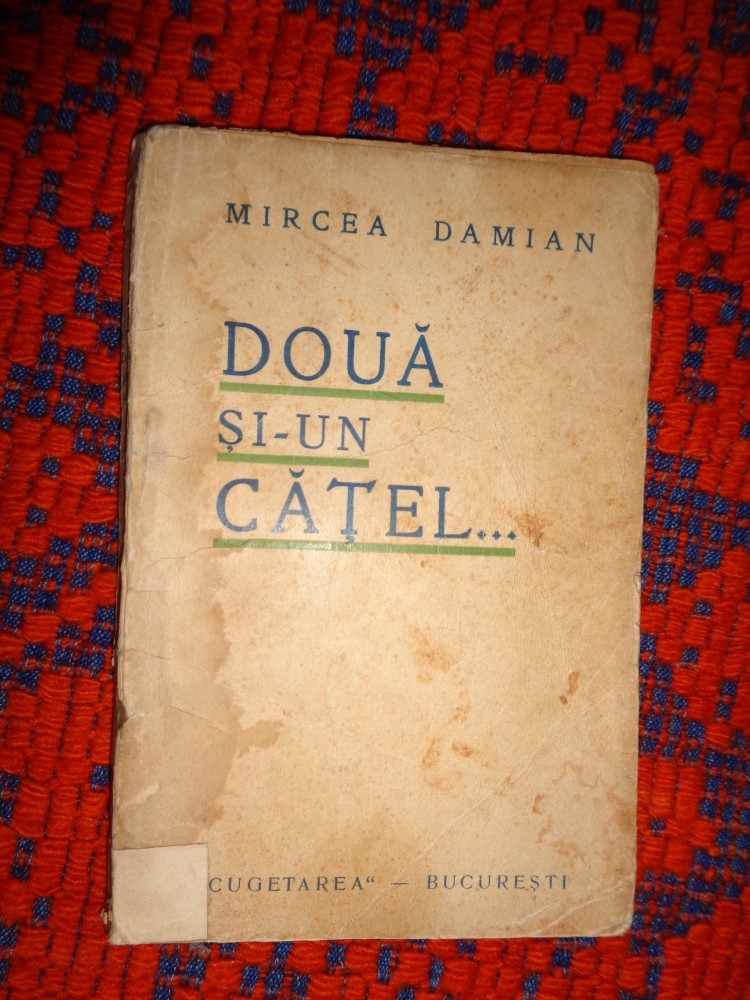 MIRCEA DAMIAN
DOUĂ
ȘI-UN
CĂȚEL...
CUGETAREA“ — BUCUREȘTI